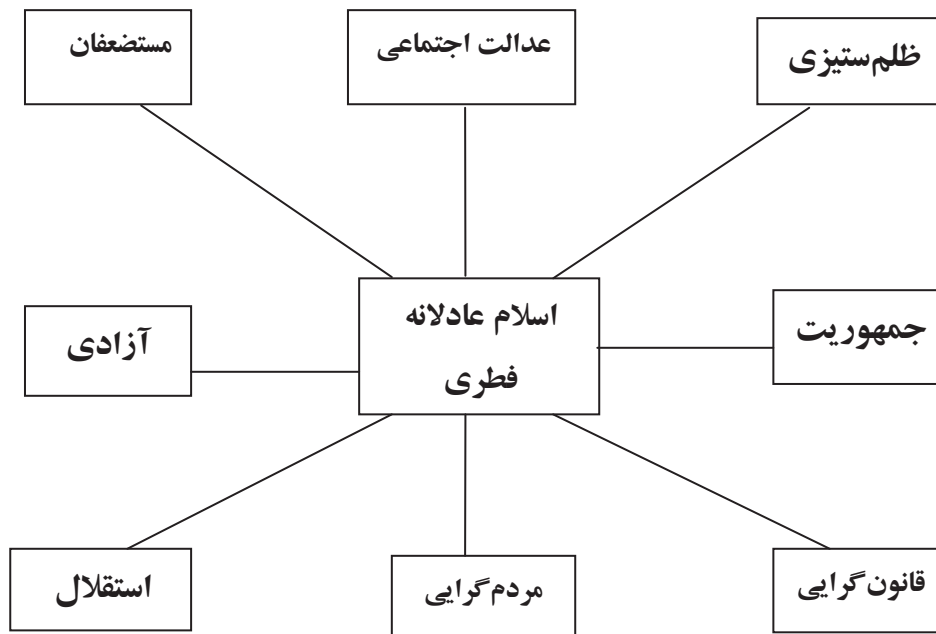 ظلم‌ستیزی
عدالت اجتماعی
مستضعفان
جمهوریت
اسلام عادلانه
فطری
آزادی
قانون‌گرایی
مردم‌گرایی
استقلال